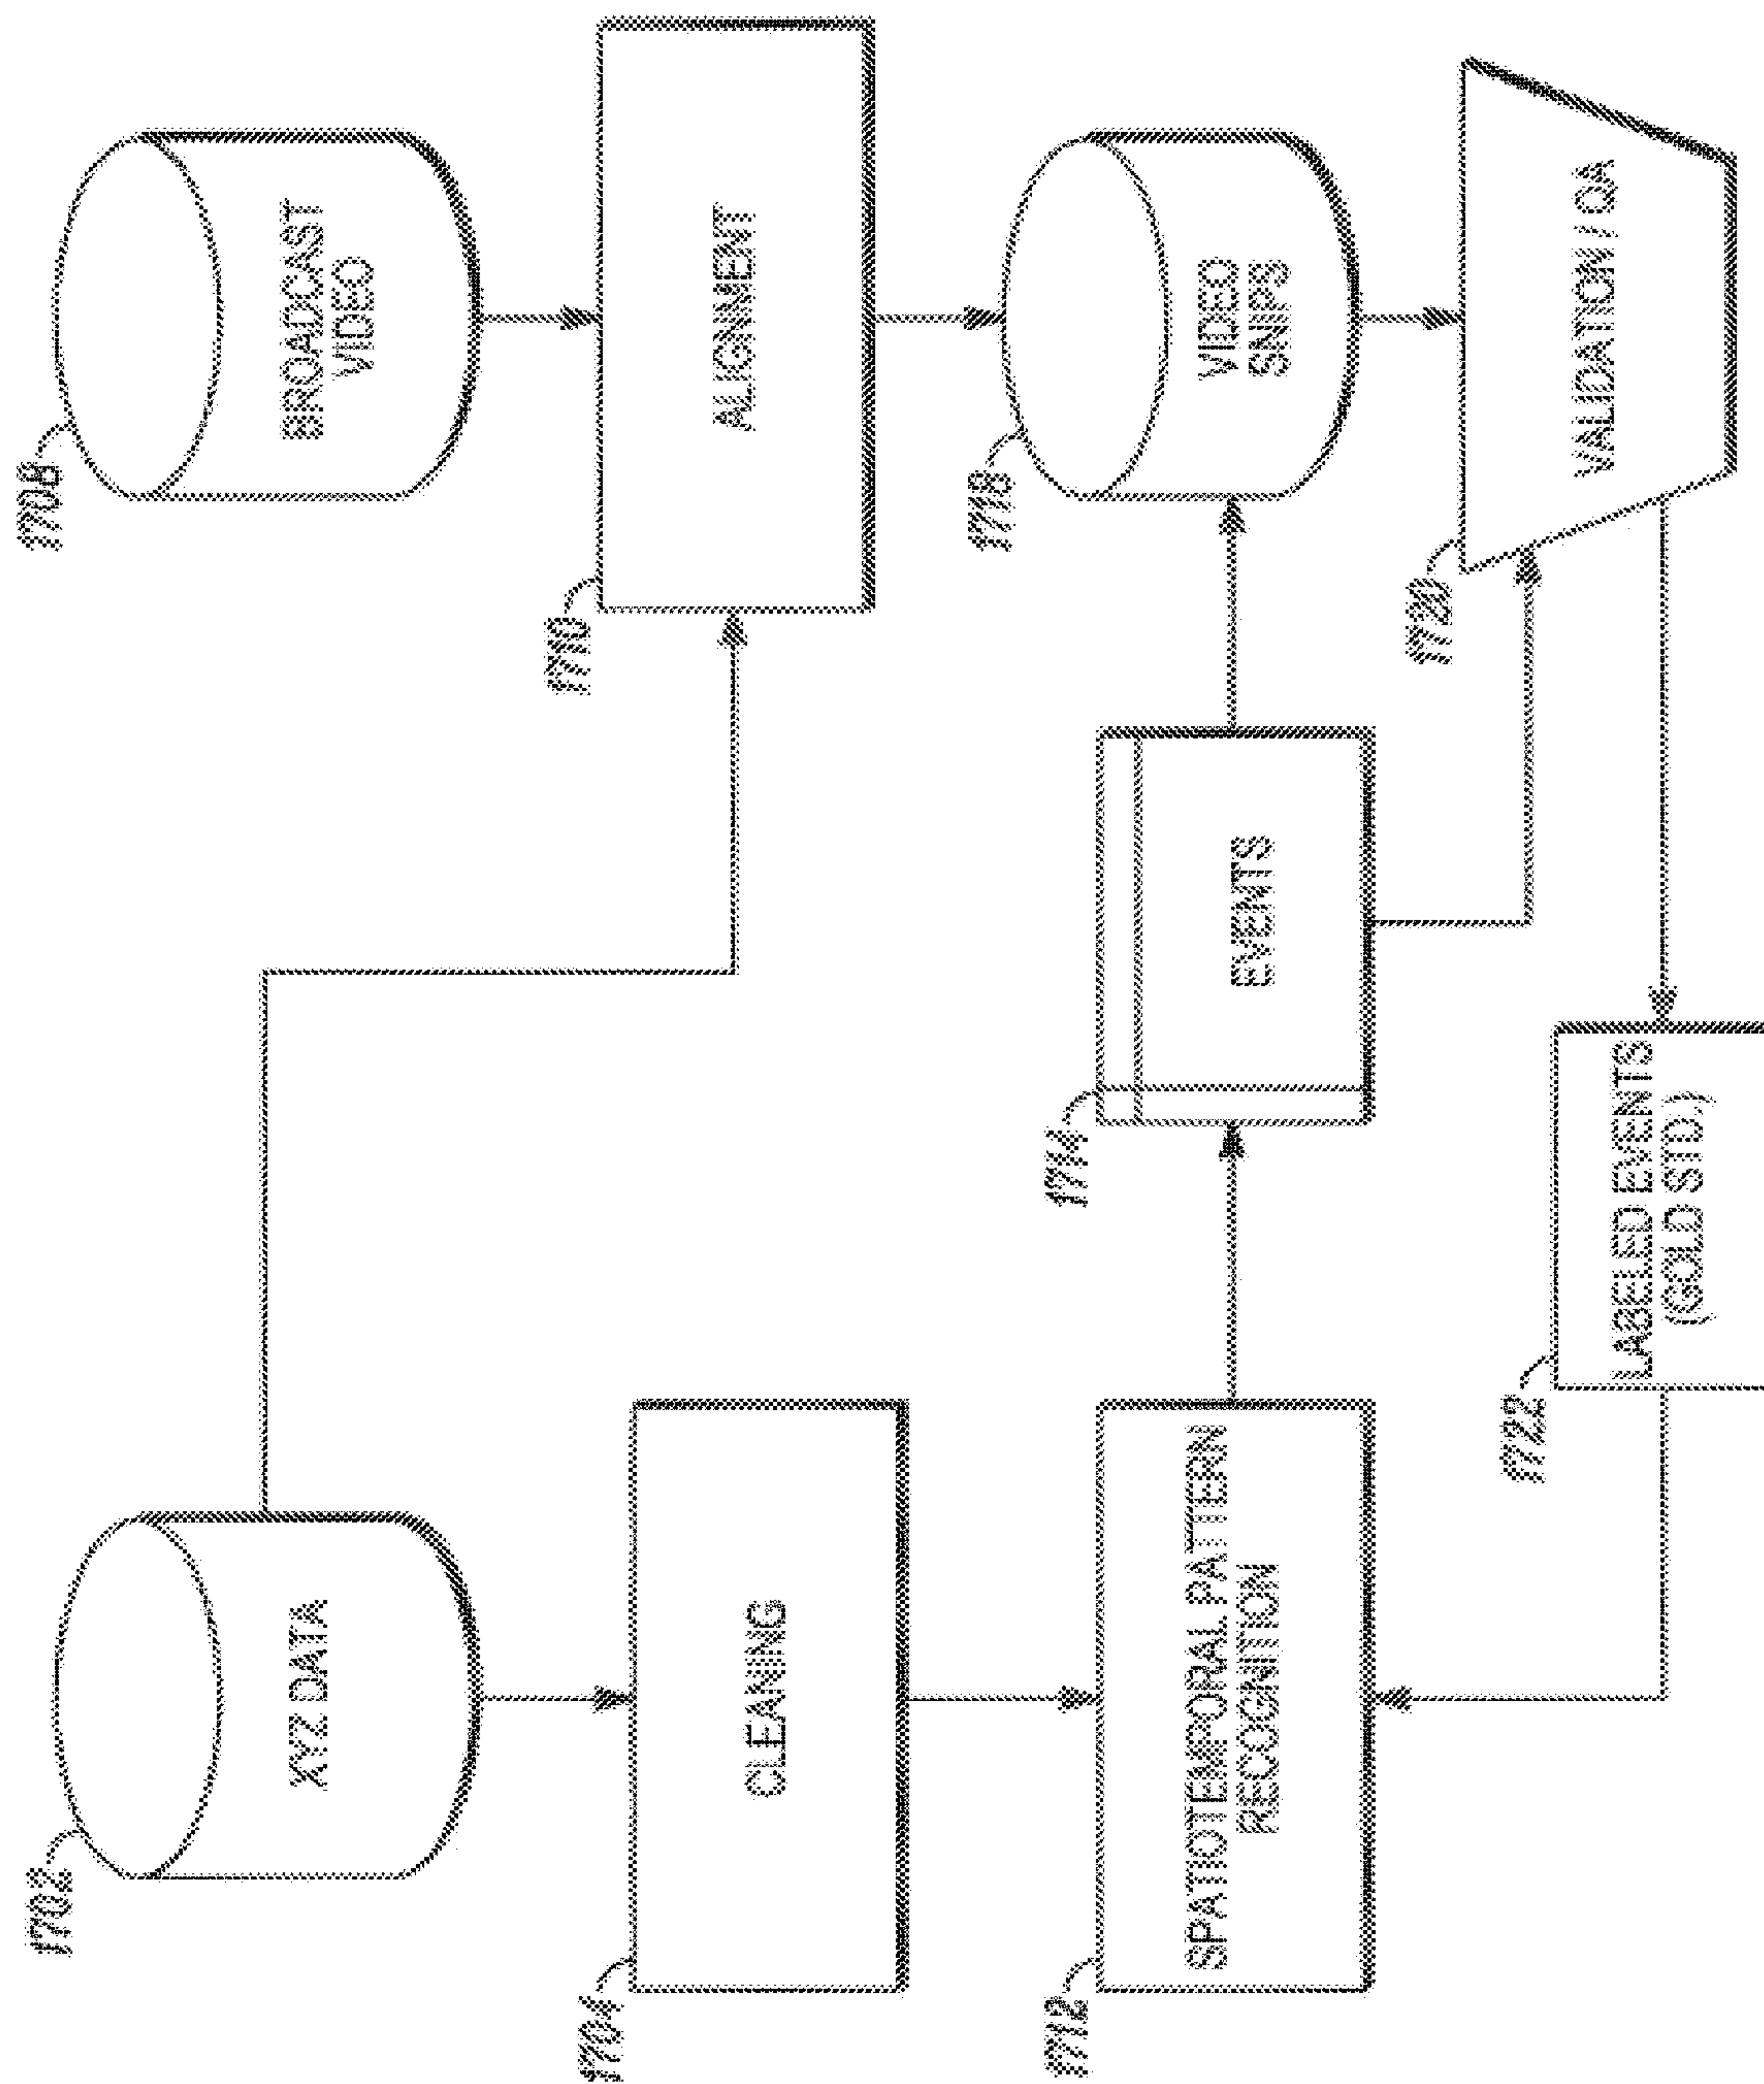 1702
XYZ DATA
1708
BROADCAST
VIDEO
1704
CLEANING
1710
ALIGNMENT
1712
SPATIOTEMPORAL PATTERN
RECOGNITION
1714
EVENTS
1718
VIDEO
SNIPS
1722
LABELED EVENTS
(GOLD STD.)
1720
VALIDATION / QA